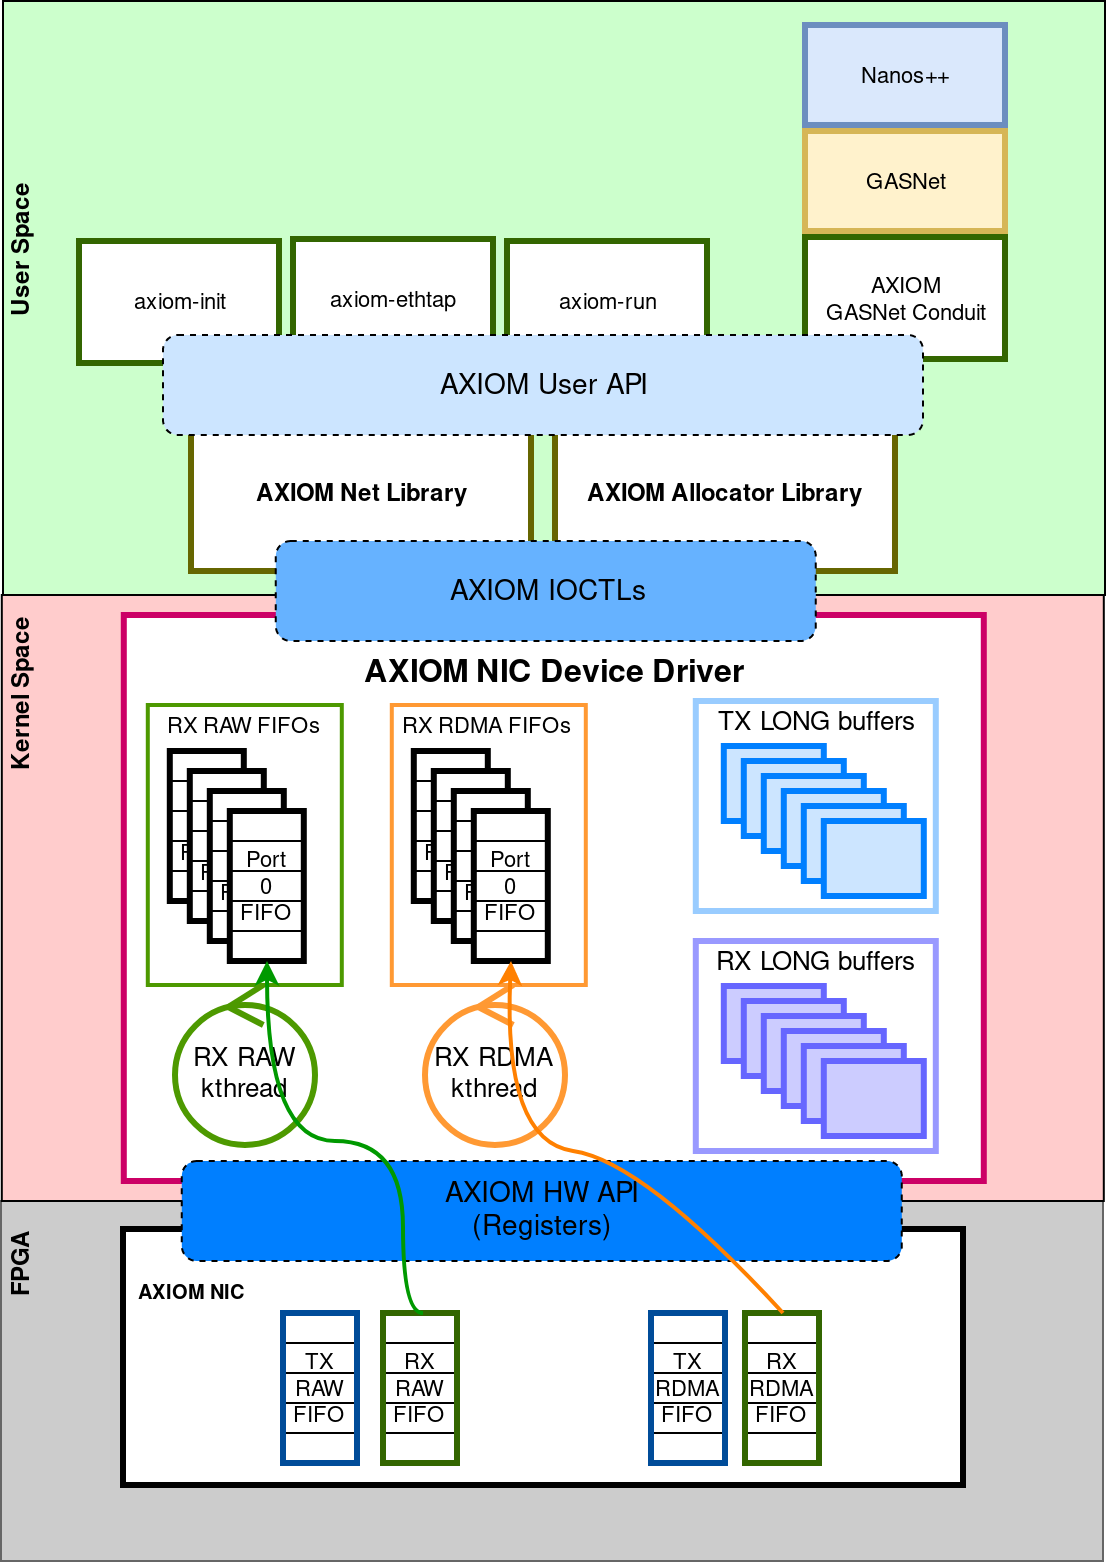 User Space
Nanos++
GASNet
AXIOM
GASNet Conduit
axiom-init
axiom-ethtap
axiom-run
AXIOM User API
AXIOM Net Library
AXIOM Allocator Library
AXIOM IOCTLs
Kernel Space
AXIOM NIC Device Driver
RX RAW FIFOs
Port
0
FIFO
RX RDMA FIFOs
Port
0
FIFO
TX LONG buffers
RX LONG buffers
RX RAW
kthread
RX RDMA
kthread
AXIOM HW API
(Registers)
FPGA
AXIOM NIC
TX
RAW
FIFO
RX
RAW
FIFO
TX
RDMA
FIFO
RX
RDMA
FIFO